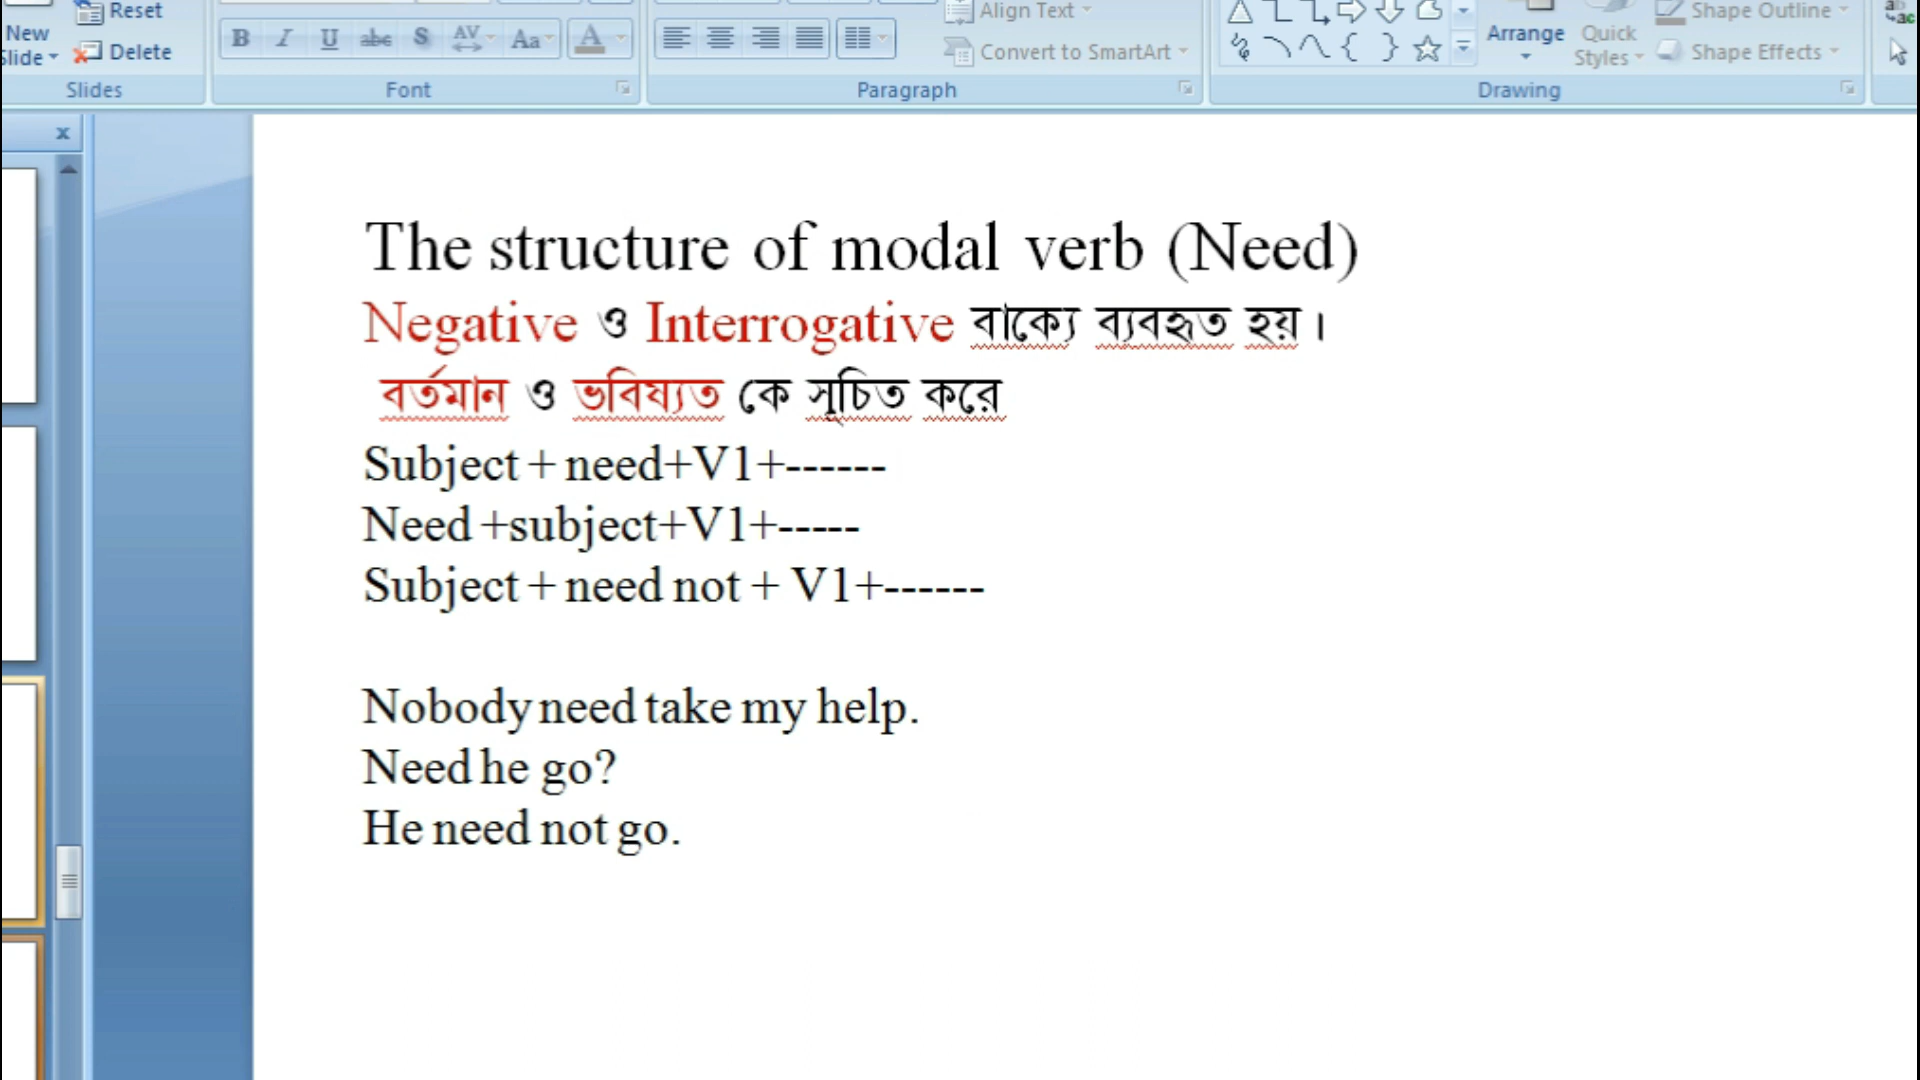 Reset
Align Text
Shape Outline
New
Slide
Delete
B I U abc S AV Aa A
Convert to SmartArt
Arrange
Quick
Styles
Shape Effects
Slides
Font
Paragraph
Drawing
The structure of modal verb (Need)
Negative ও Interrogative বাক্যে ব্যবহৃত হয়।
বর্তমান ও ভবিষ্যত কে সূচিত করে
Subject + need+V1+------
Need +subject+V1+-----
Subject + need not + V1+------
Nobody need take my help.
Need he go?
He need not go.